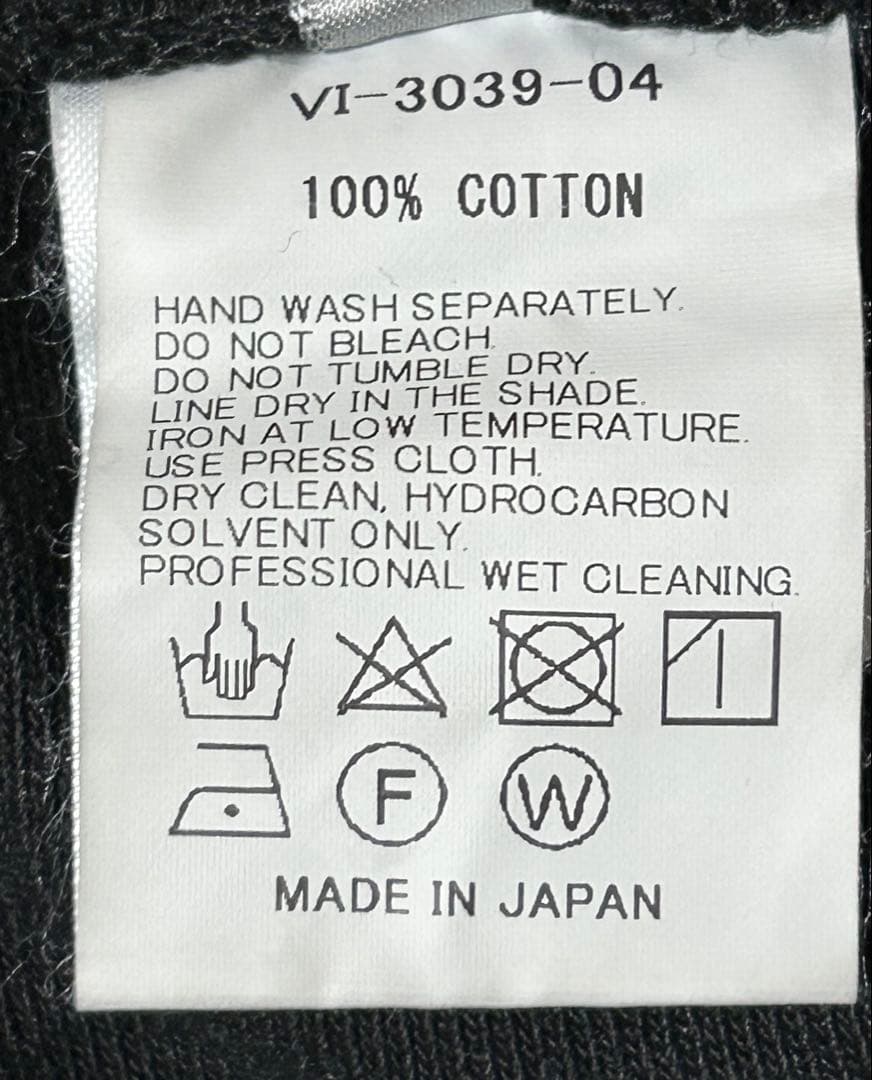 VI-3039-04
100% COTTON
HAND WASH SEPARATELY.
DO NOT BLEACH.
DO NOT TUMBLE DRY.
LINE DRY IN THE SHADE.
IRON AT LOW TEMPERATURE.
USE PRESS CLOTH.
DRY CLEAN, HYDROCARBON
SOLVENT ONLY.
PROFESSIONAL WET CLEANING.
F W
MADE IN JAPAN